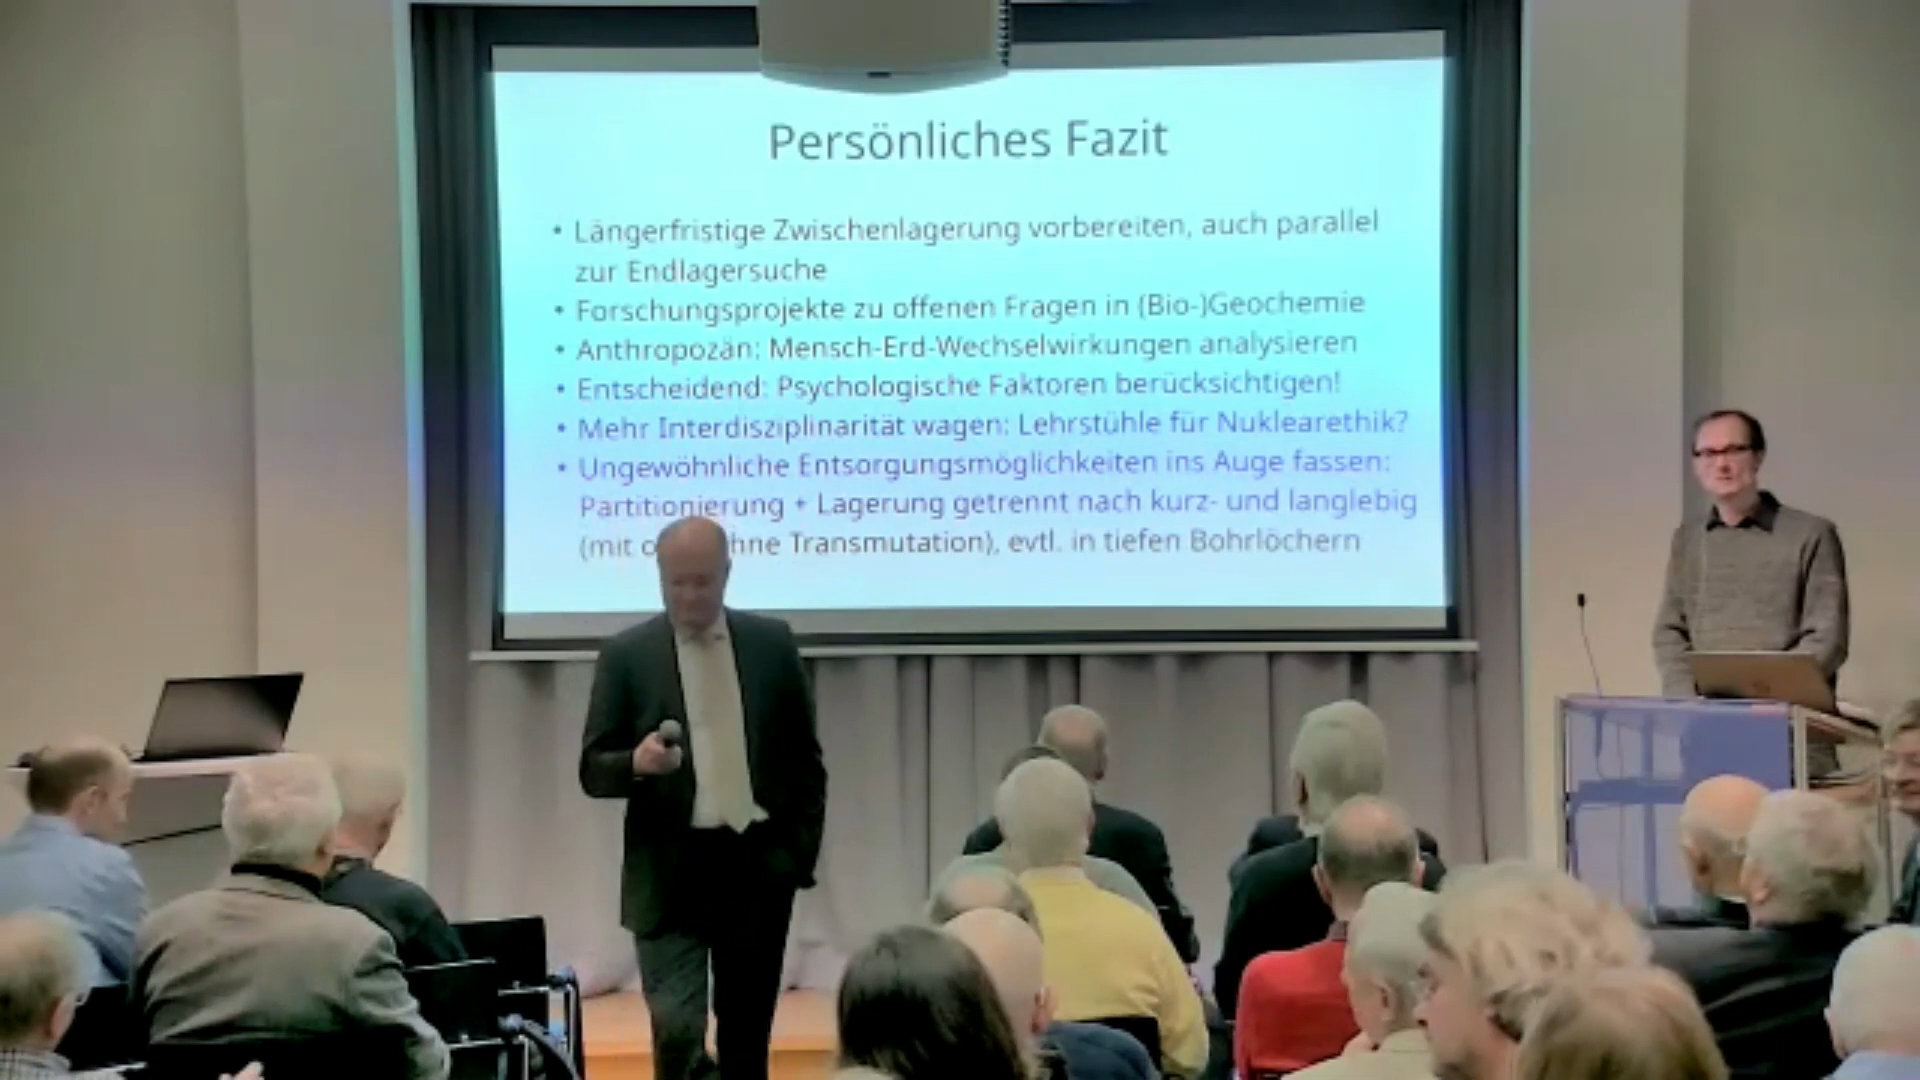 Persönliches Fazit
• Längerfristige Zwischenlagerung vorbereiten, auch parallel
zur Endlagersuche
• Forschungsprojekte zu offenen Fragen in (Bio-)Geochemie
• Anthropozän: Mensch-Erd-Wechselwirkungen analysieren
• Entscheidend: Psychologische Faktoren berücksichtigen!
• Mehr Interdisziplinarität wagen: Lehrstühle für Nuklearethik?
• Ungewöhnliche Entsorgungsmöglichkeiten ins Auge fassen:
Partitionierung + Lagerung getrennt nach kurz- und langlebig
(mit Transmutation), evtl. in tiefen Bohrlöchern